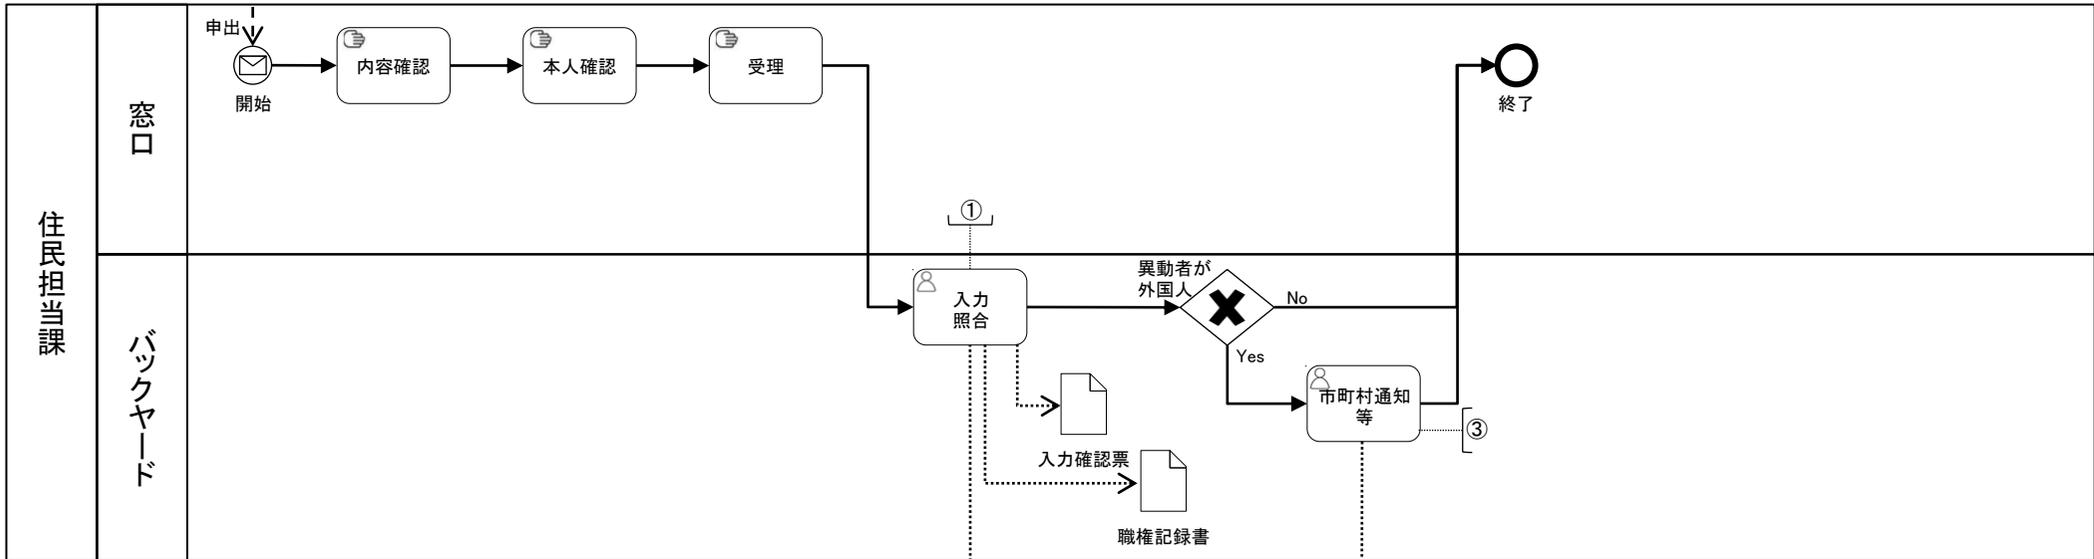 住民担当課
窓口
申出
開始
内容確認
本人確認
受理
終了
バックヤード
①
入力
照合
異動者が
外国人
No
Yes
市町村通知
等
③
入力確認票
職権記録書